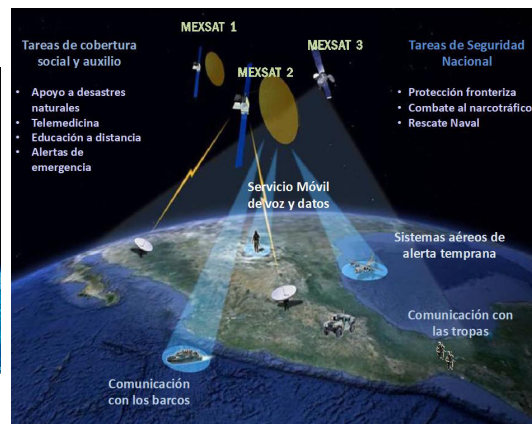 MEXSAT 1
MEXSAT 3
MEXSAT 2
Tareas de cobertura
social y auxilio
• Apoyo a desastres
naturales
• Telemedicina
• Educación a distancia
• Alertas de
emergencia
Tareas de Seguridad
Nacional
• Protección fronteriza
• Combate al narcotráfico
• Rescate Naval
Servicio Móvil
de voz y datos
Sistemas aéreos de
alerta temprana
Comunicación con
las tropas
Comunicación
con los barcos